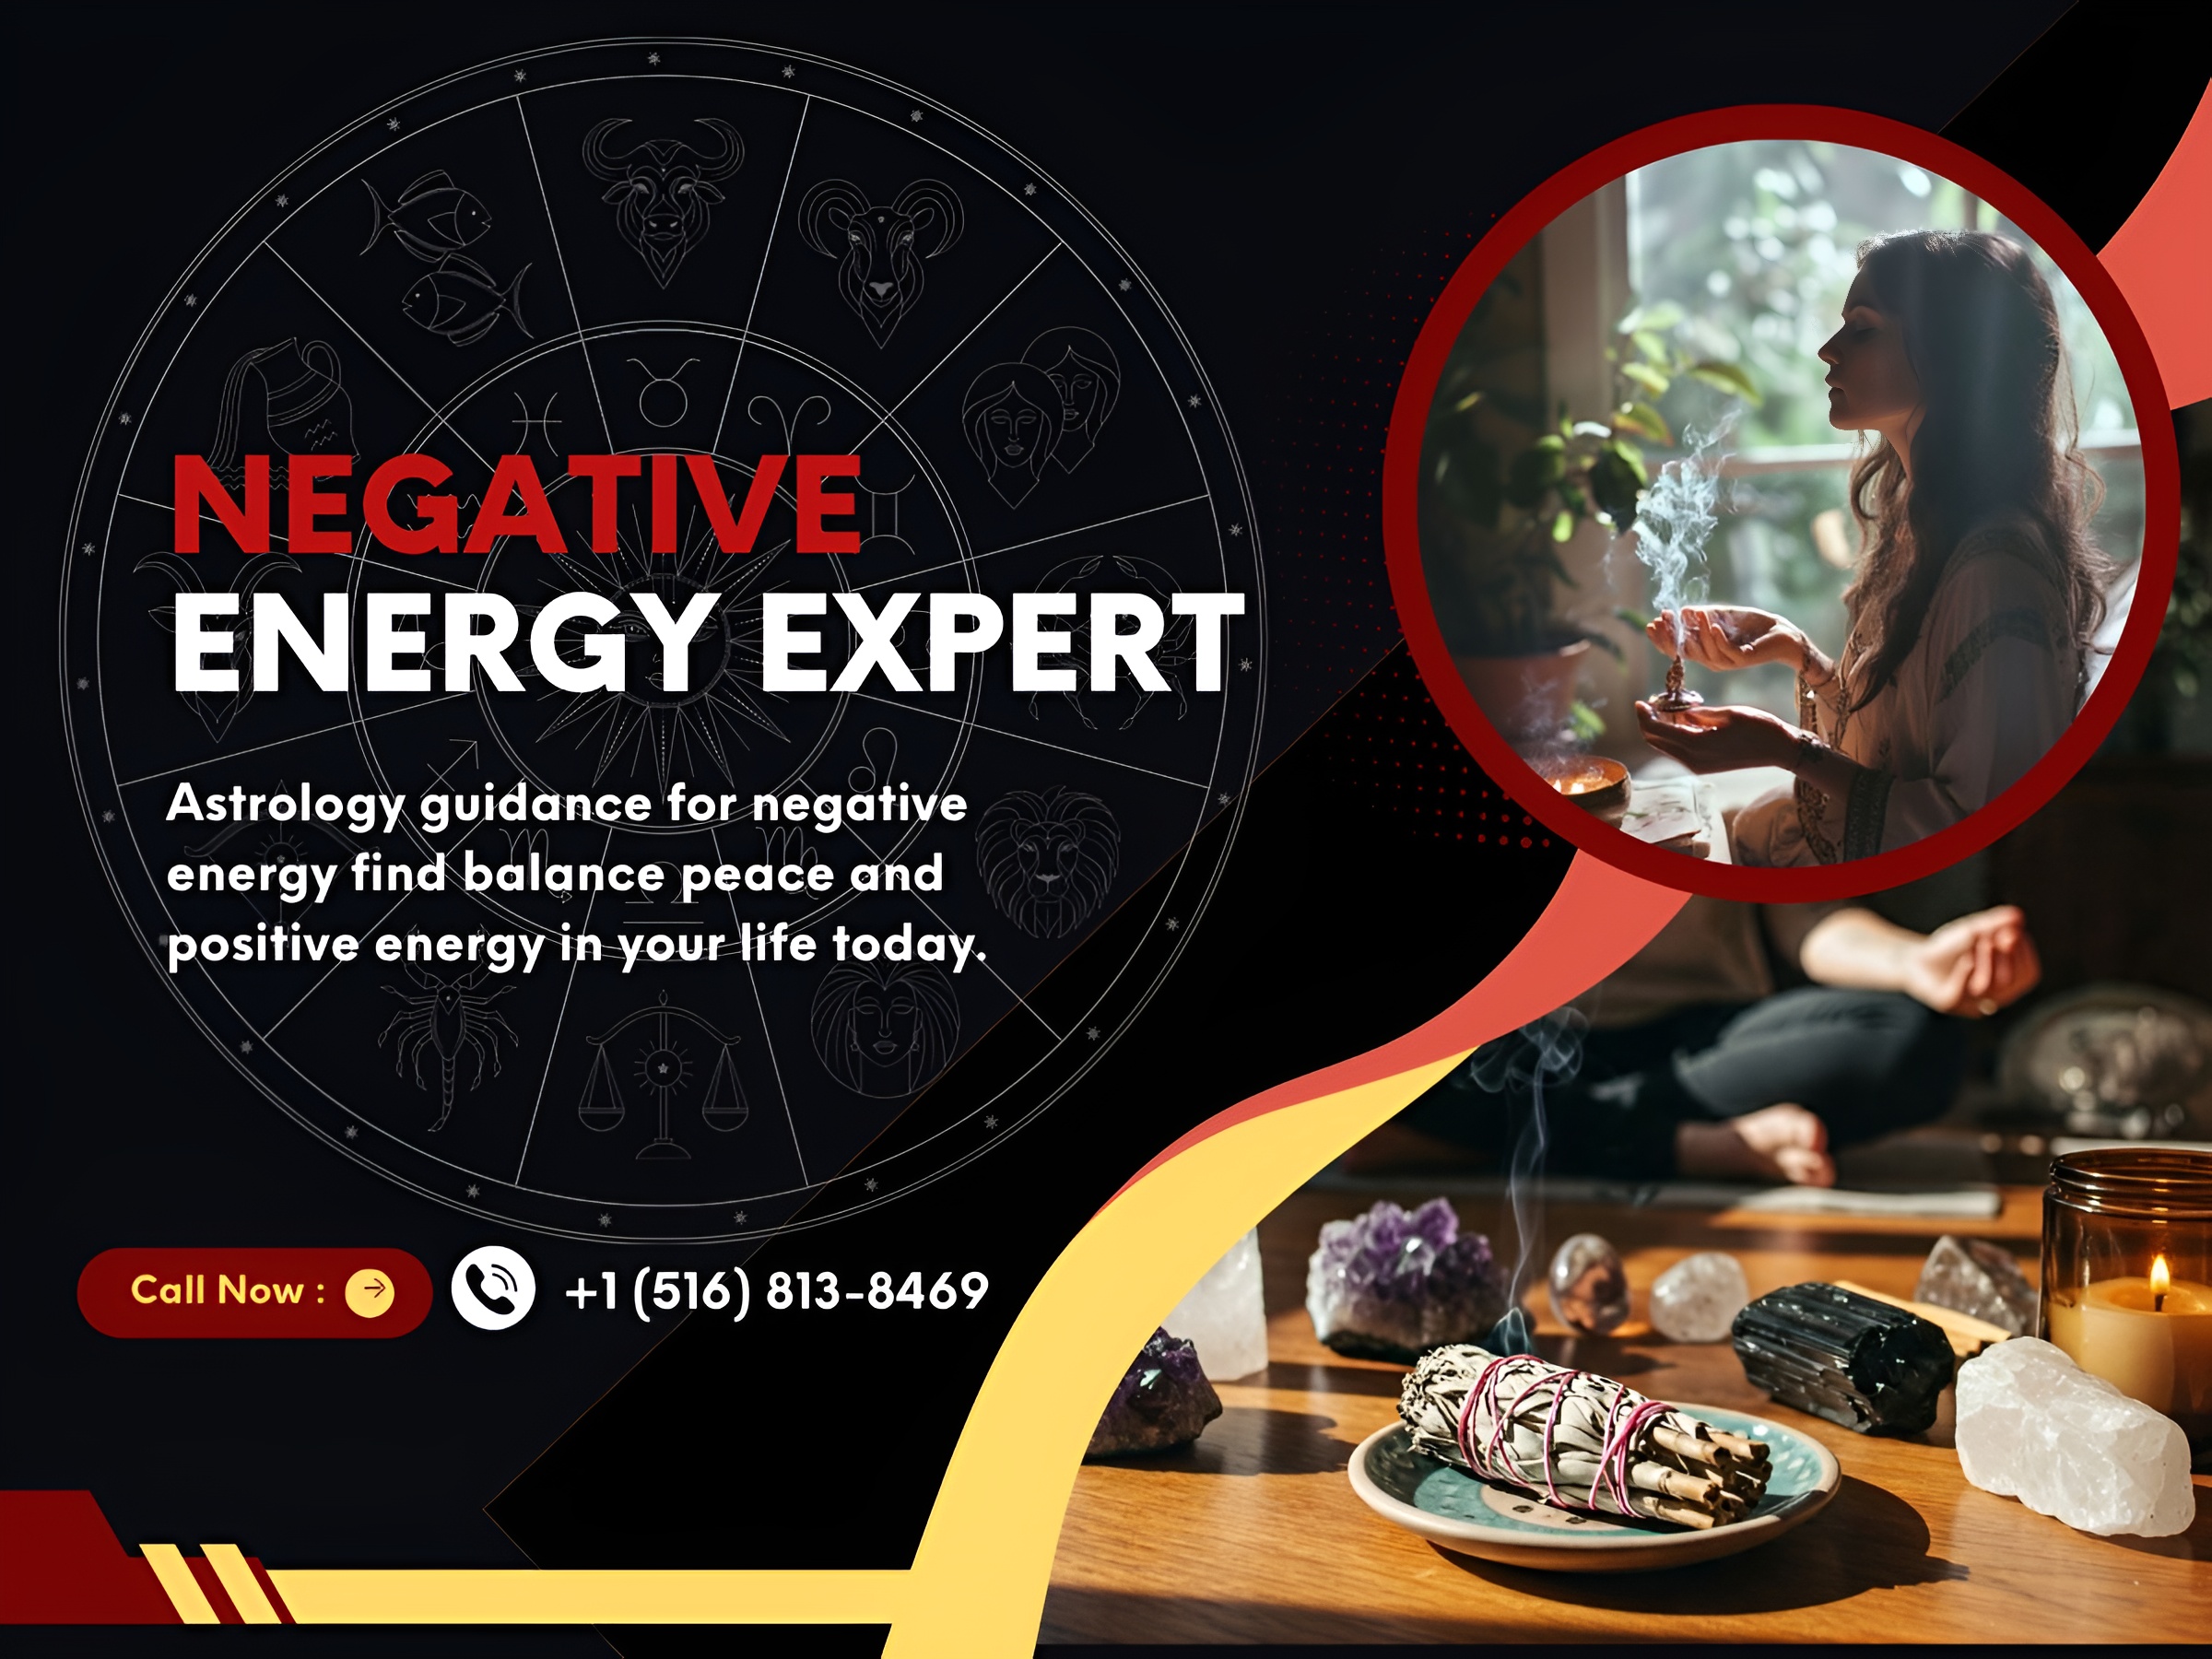 NEGATIVE
ENERGY EXPERT
Astrology guidance for negative
energy find balance peace and
positive energy in your life today.
Call Now :
+1 (516) 813-8469